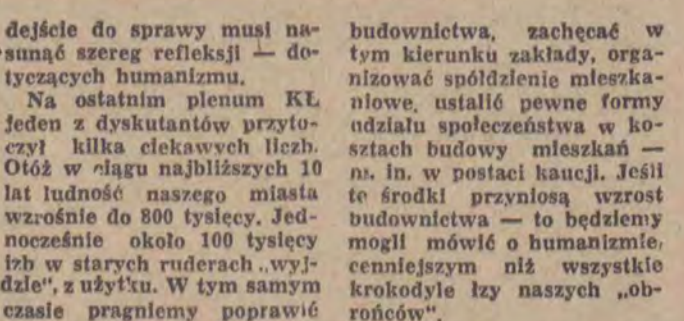 dejście do sprawy musi na-
sunąć szereg refleksji — do-
tyczących humanizmu.
Na ostatnim plenum KŁ
jeden z dyskutantów przyto-
czył kilka ciekawych liczb.
Otóż w ciągu najbliższych 10
lat ludność naszego miasta
wzrośnie do 800 tysięcy. Jed-
nocześnie około 100 tysięcy
izb w starych ruderach „wyj-
dzie", z użytku. W tym samym
czasie pragniemy poprawić
budownictwa, zachęcać w
tym kierunku zakłady, orga-
nizować spółdzienie mieszka-
niowe, ustalić pewne formy
udziału społeczeństwa w ko-
sztach budowy mieszkań —
m. in. w postaci kaucji. Jeśli
te środki przyniosą wzrost
budownictwa — to będziemy
mogli mówić o humanizmie,
cenniejszym niż wszystkie
krokodyle łzy naszych „ob-
rońców".